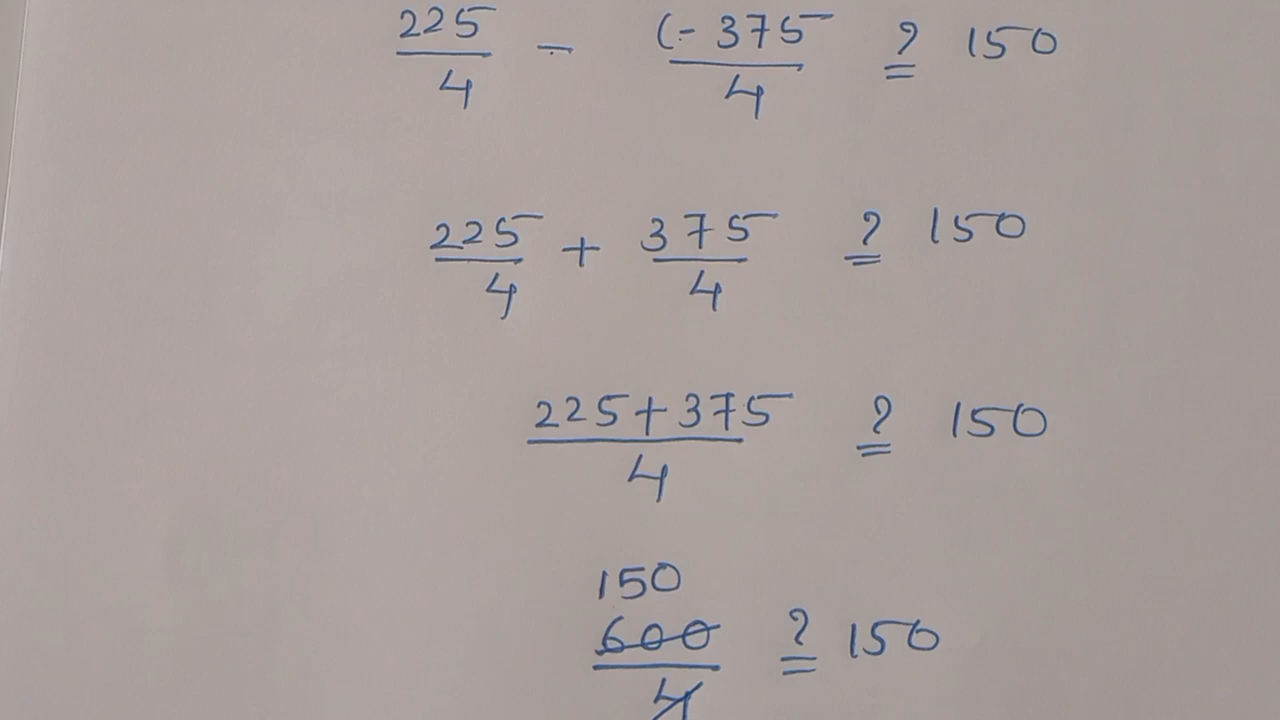 225/4 - (-375/4 ≟ 150
225/4 + 375/4 ≟ 150
225+375/4 ≟ 150
150
600/4 ≟ 150